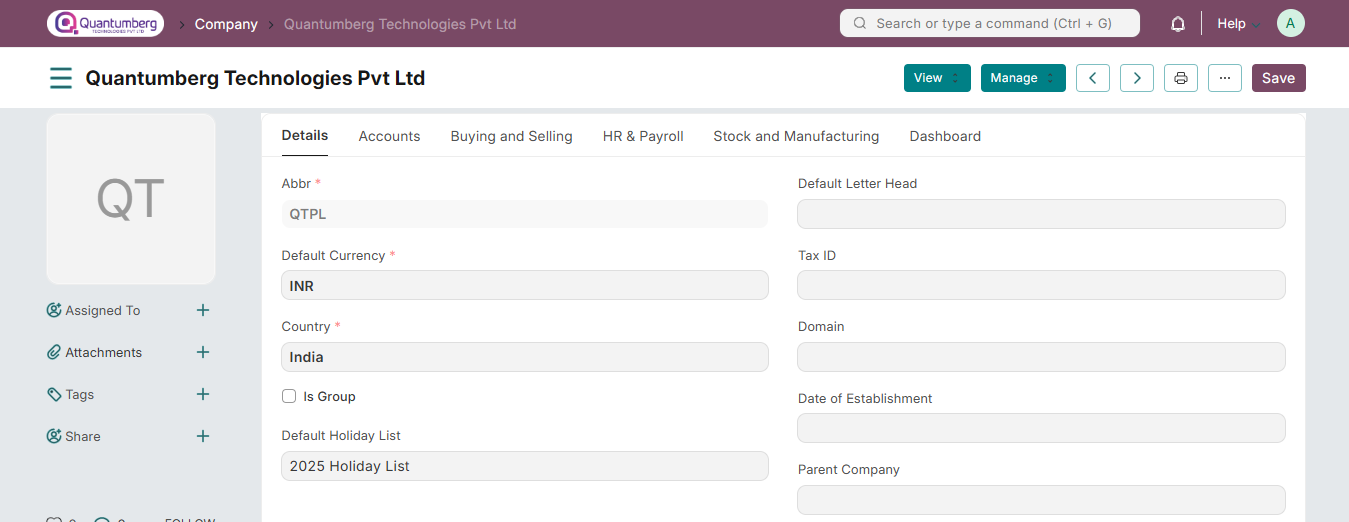 Quantumberg
TECHNOLOGIES PVT LTD
Company
Quantumberg Technologies Pvt Ltd
Search or type a command (Ctrl + G)
Help
A
Quantumberg Technologies Pvt Ltd
View
Manage
...
Save
QT
Assigned To
Attachments
Tags
Share
Details
Accounts
Buying and Selling
HR & Payroll
Stock and Manufacturing
Dashboard
Abbr *
QTPL
Default Currency *
INR
Country *
India
Is Group
Default Holiday List
2025 Holiday List
Default Letter Head
Tax ID
Domain
Date of Establishment
Parent Company
FOLLOW